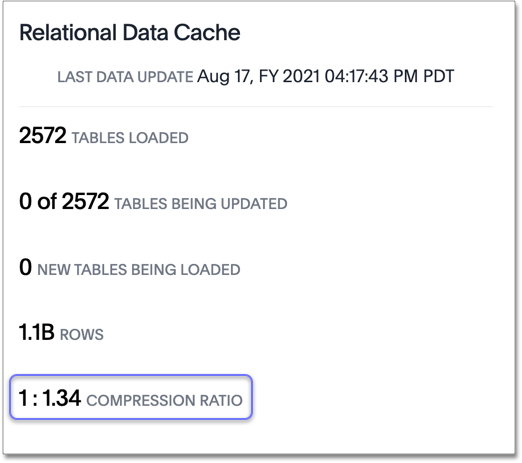 Relational Data Cache
LAST DATA UPDATE Aug 17, FY 2021 04:17:43 PM PDT
2572 TABLES LOADED
0 of 2572 TABLES BEING UPDATED
0 NEW TABLES BEING LOADED
1.1B ROWS
1 : 1.34 COMPRESSION RATIO